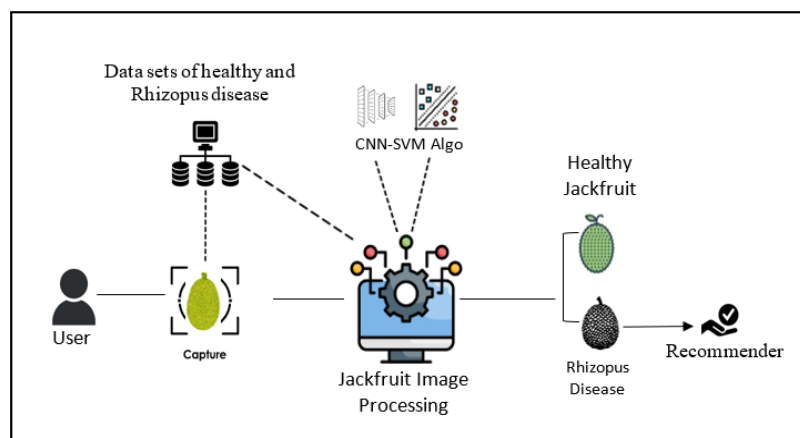 Data sets of healthy and
Rhizopus disease
CNN-SVM Algo
Healthy
Jackfruit
User
Capture
Jackfruit Image
Processing
Rhizopus
Disease
Recommender